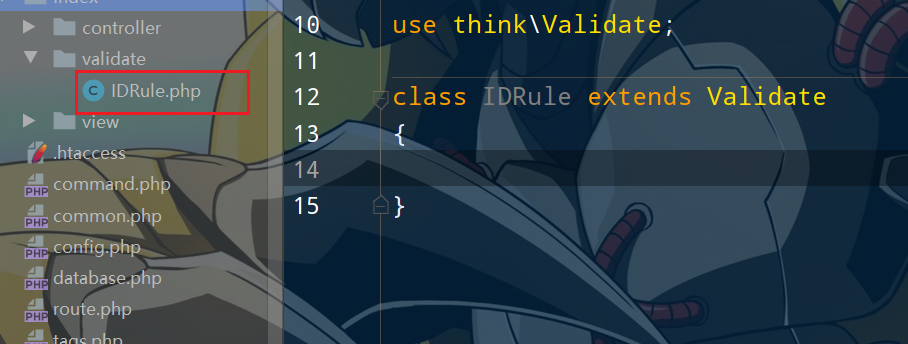 index
controller
validate
IDRule.php
view
.htaccess
command.php
common.php
config.php
database.php
route.php
tags.php
10 use think\Validate;
11
12 class IDRule extends Validate
13 {
14
15 }